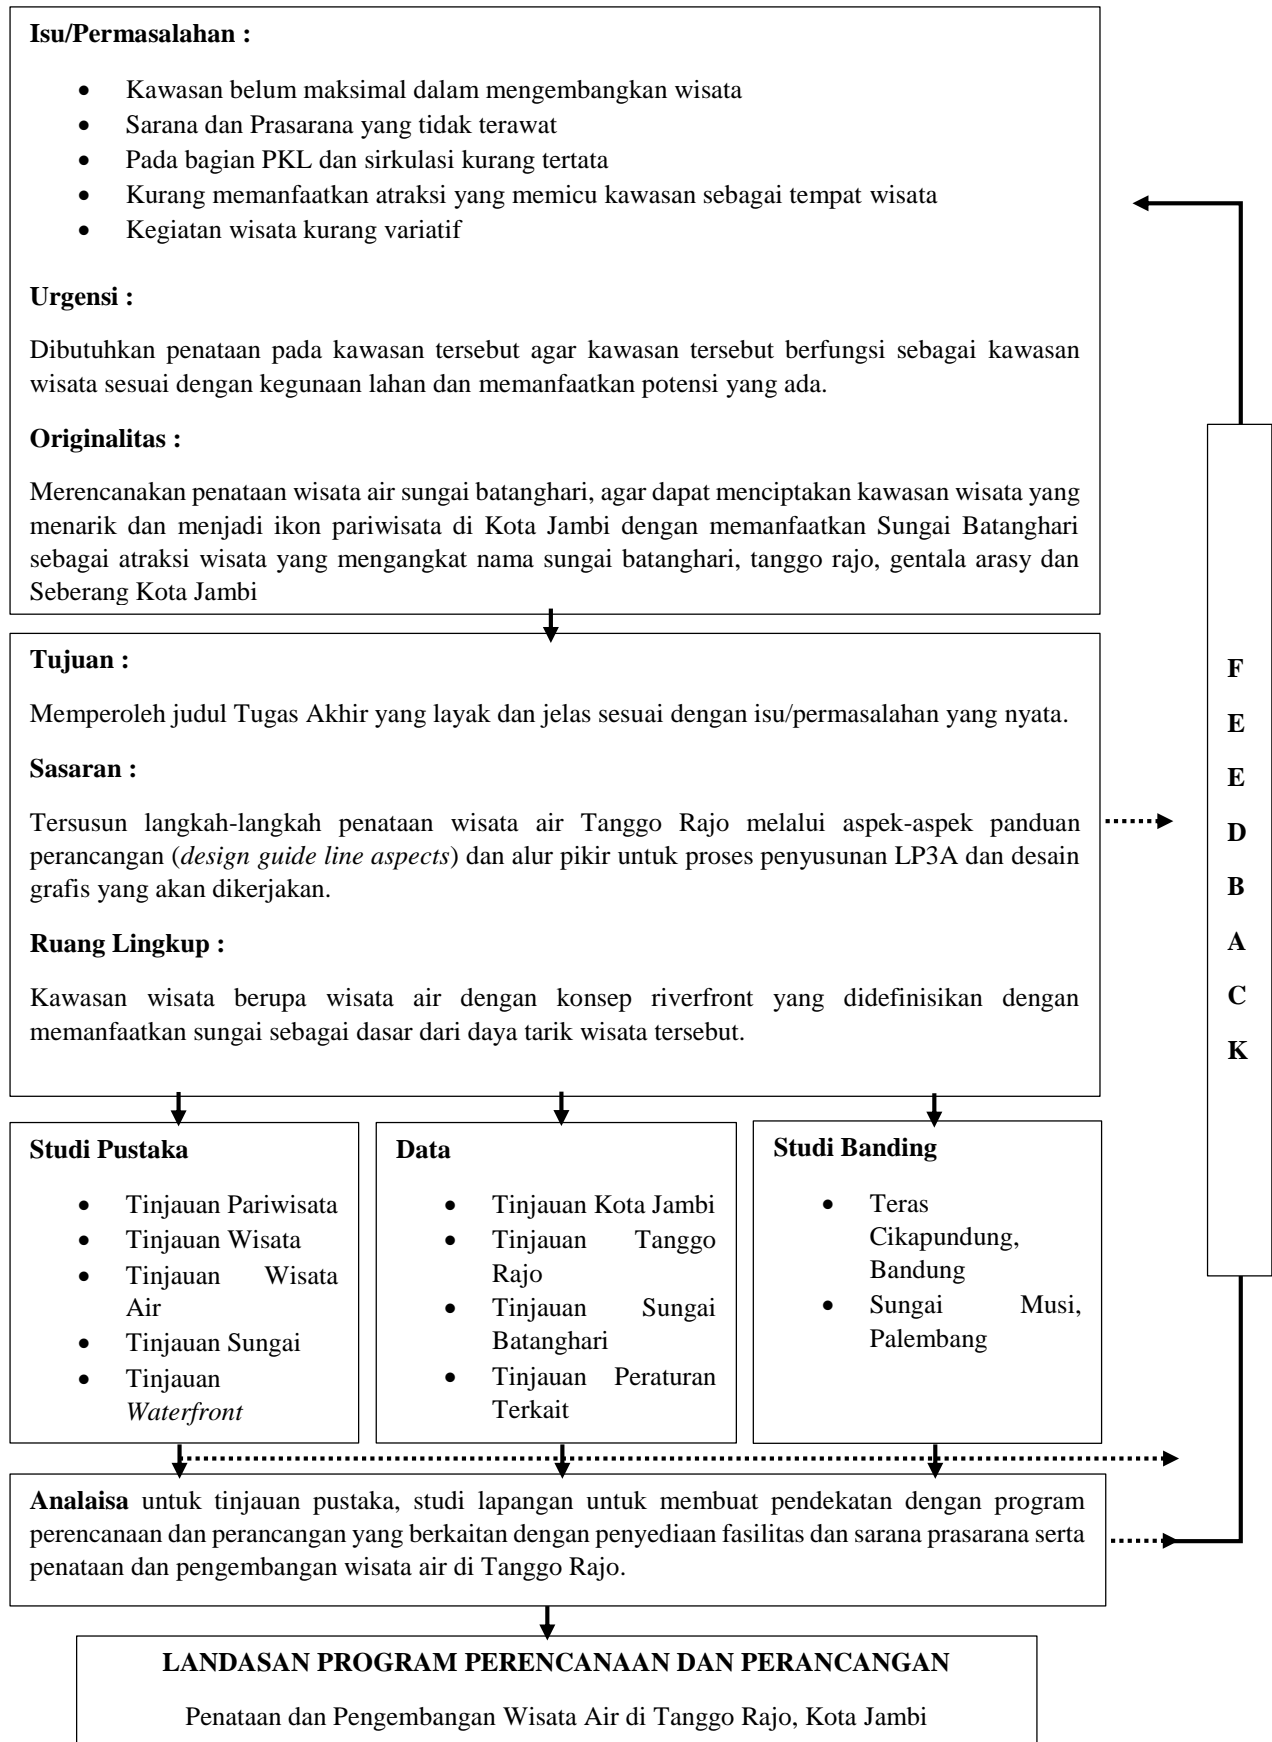 Isu/Permasalahan :
• Kawasan belum maksimal dalam mengembangkan wisata
• Sarana dan Prasarana yang tidak terawat
• Pada bagian PKL dan sirkulasi kurang tertata
• Kurang memanfaatkan atraksi yang memicu kawasan sebagai tempat wisata
• Kegiatan wisata kurang variatif
Urgensi :
Dibutuhkan penataan pada kawasan tersebut agar kawasan tersebut berfungsi sebagai kawasan
wisata sesuai dengan kegunaan lahan dan memanfaatkan potensi yang ada.
Originalitas :
Merencanakan penataan wisata air sungai batanghari, agar dapat menciptakan kawasan wisata yang
menarik dan menjadi ikon pariwisata di Kota Jambi dengan memanfaatkan Sungai Batanghari
sebagai atraksi wisata yang mengangkat nama sungai batanghari, tanggo rajo, gentala arasy dan
Seberang Kota Jambi
Tujuan :
Memperoleh judul Tugas Akhir yang layak dan jelas sesuai dengan isu/permasalahan yang nyata.
Sasaran :
Tersusun langkah-langkah penataan wisata air Tanggo Rajo melalui aspek-aspek panduan
perancangan (design guide line aspects) dan alur pikir untuk proses penyusunan LP3A dan desain
grafis yang akan dikerjakan.
Ruang Lingkup :
Kawasan wisata berupa wisata air dengan konsep riverfront yang didefinisikan dengan
memanfaatkan sungai sebagai dasar dari daya tarik wisata tersebut.
F
E
E
D
B
A
C
K
Studi Pustaka
• Tinjauan Pariwisata
• Tinjauan Wisata
• Tinjauan Wisata
Air
• Tinjauan Sungai
• Tinjauan
Waterfront
Data
• Tinjauan Kota Jambi
• Tinjauan Tanggo
Rajo
• Tinjauan Sungai
Batanghari
• Tinjauan Peraturan
Terkait
Studi Banding
• Teras
Cikapundung,
Bandung
• Sungai Musi,
Palembang
Analaisa untuk tinjauan pustaka, studi lapangan untuk membuat pendekatan dengan program
perencanaan dan perancangan yang berkaitan dengan penyediaan fasilitas dan sarana prasarana serta
penataan dan pengembangan wisata air di Tanggo Rajo.
LANDASAN PROGRAM PERENCANAAN DAN PERANCANGAN
Penataan dan Pengembangan Wisata Air di Tanggo Rajo, Kota Jambi